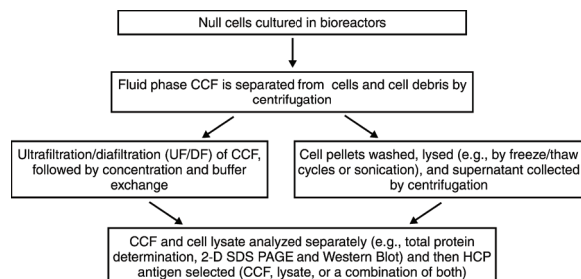 Null cells cultured in bioreactors
Fluid phase CCF is separated from cells and cell debris by
centrifugation
Ultrafiltration/diafiltration (UF/DF) of CCF,
followed by concentration and buffer
exchange
Cell pellets washed, lysed (e.g., by freeze/thaw
cycles or sonication), and supernatant collected
by centrifugation
CCF and cell lysate analyzed separately (e.g., total protein
determination, 2-D SDS PAGE and Western Blot) and then HCP
antigen selected (CCF, lysate, or a combination of both)